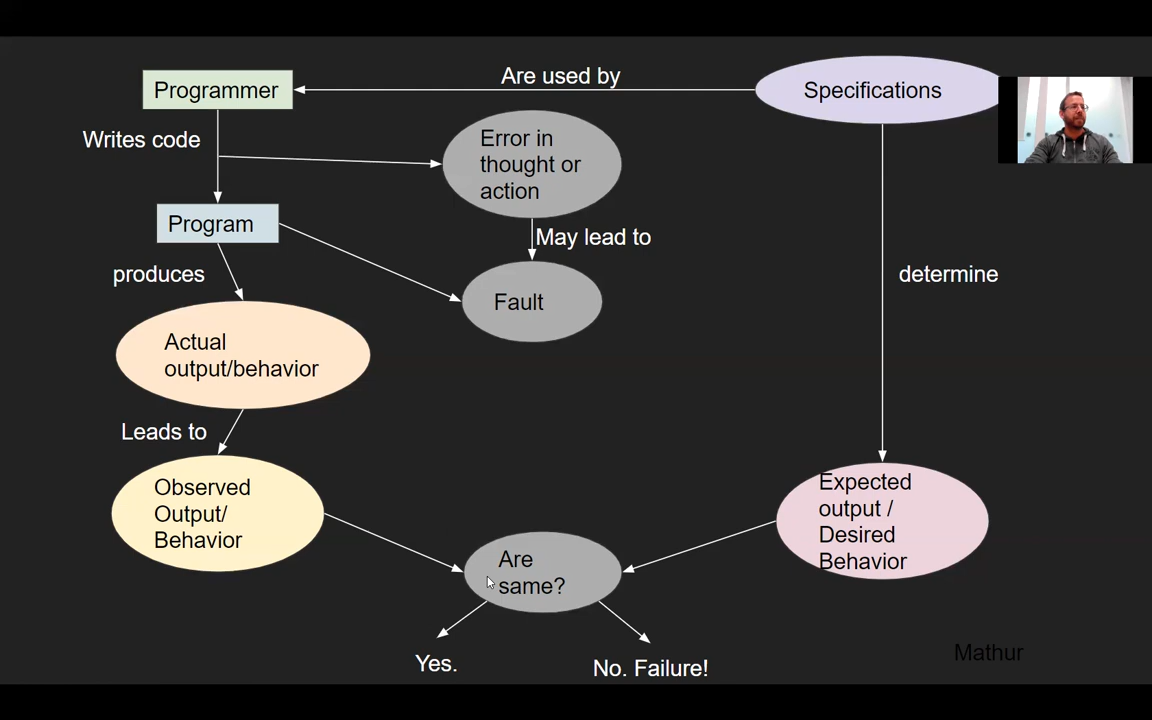 Are used by
Programmer
Specifications
Writes code
Error in
thought or
action
Program
May lead to
produces
determine
Fault
Actual
output/behavior
Leads to
Observed
Output/
Behavior
Expected
output /
Desired
Behavior
Are
same?
Yes.
No. Failure!
Mathur